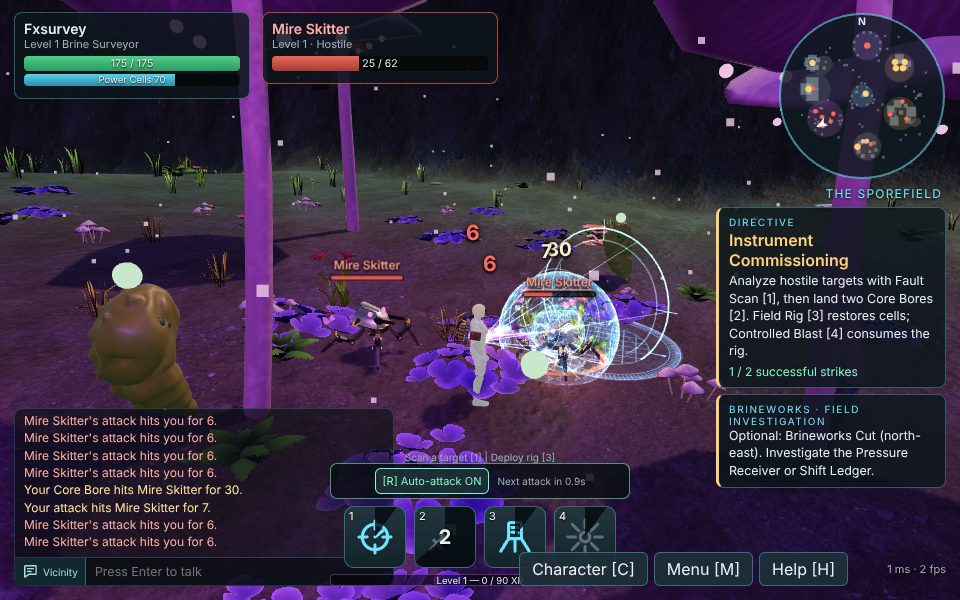 Fxsurvey
Level 1 Brine Surveyor
175 / 175
Power Cells 70
Mire Skitter
Level 1 · Hostile
25 / 62
N
THE SPOREFIELD
DIRECTIVE
Instrument
Commissioning
Analyze hostile targets with Fault
Scan [1], then land two Core Bores
[2]. Field Rig [3] restores cells;
Controlled Blast [4] consumes the
rig.
1 / 2 successful strikes
BRINEWORKS · FIELD
INVESTIGATION
Optional: Brineworks Cut (north-
east). Investigate the Pressure
Receiver or Shift Ledger.
6
6
7
30
Mire Skitter
Mire Skitter
Mire Skitter's attack hits you for 6.
Mire Skitter's attack hits you for 6.
Mire Skitter's attack hits you for 6.
Mire Skitter's attack hits you for 6.
Your Core Bore hits Mire Skitter for 30.
Your attack hits Mire Skitter for 7.
Mire Skitter's attack hits you for 6.
Mire Skitter's attack hits you for 6.
Vicinity
Press Enter to talk
Scan a target [1] | Deploy rig [3]
[R] Auto-attack ON
Next attack in 0.9s
1
2
2
3
4
Level 1 — 0 / 90
Character [C]
Menu [M]
Help [H]
1 ms · 2 fps